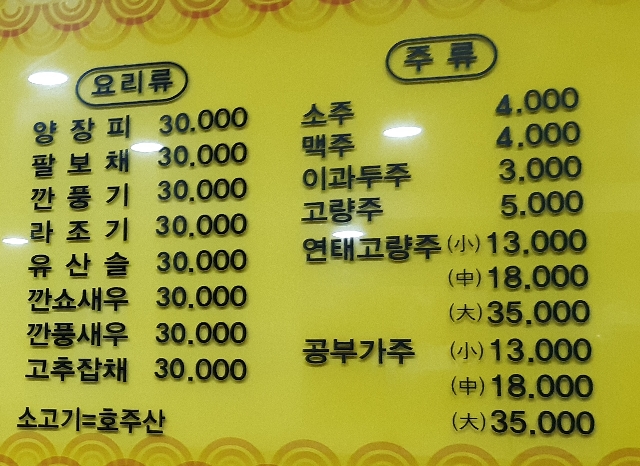 요리류
양장피 30.000
팔보채 30.000
깐풍기 30.000
라조기 30.000
유산슬 30.000
깐쇼새우 30.000
깐풍새우 30.000
고추잡채 30.000
소고기=호주산
주류
소주 4.000
맥주 4.000
이과두주 3.000
고량주 5.000
연태고량주 (小) 13.000
(中) 18.000
(大) 35.000
공부가주 (小) 13.000
(中) 18.000
(大) 35.000